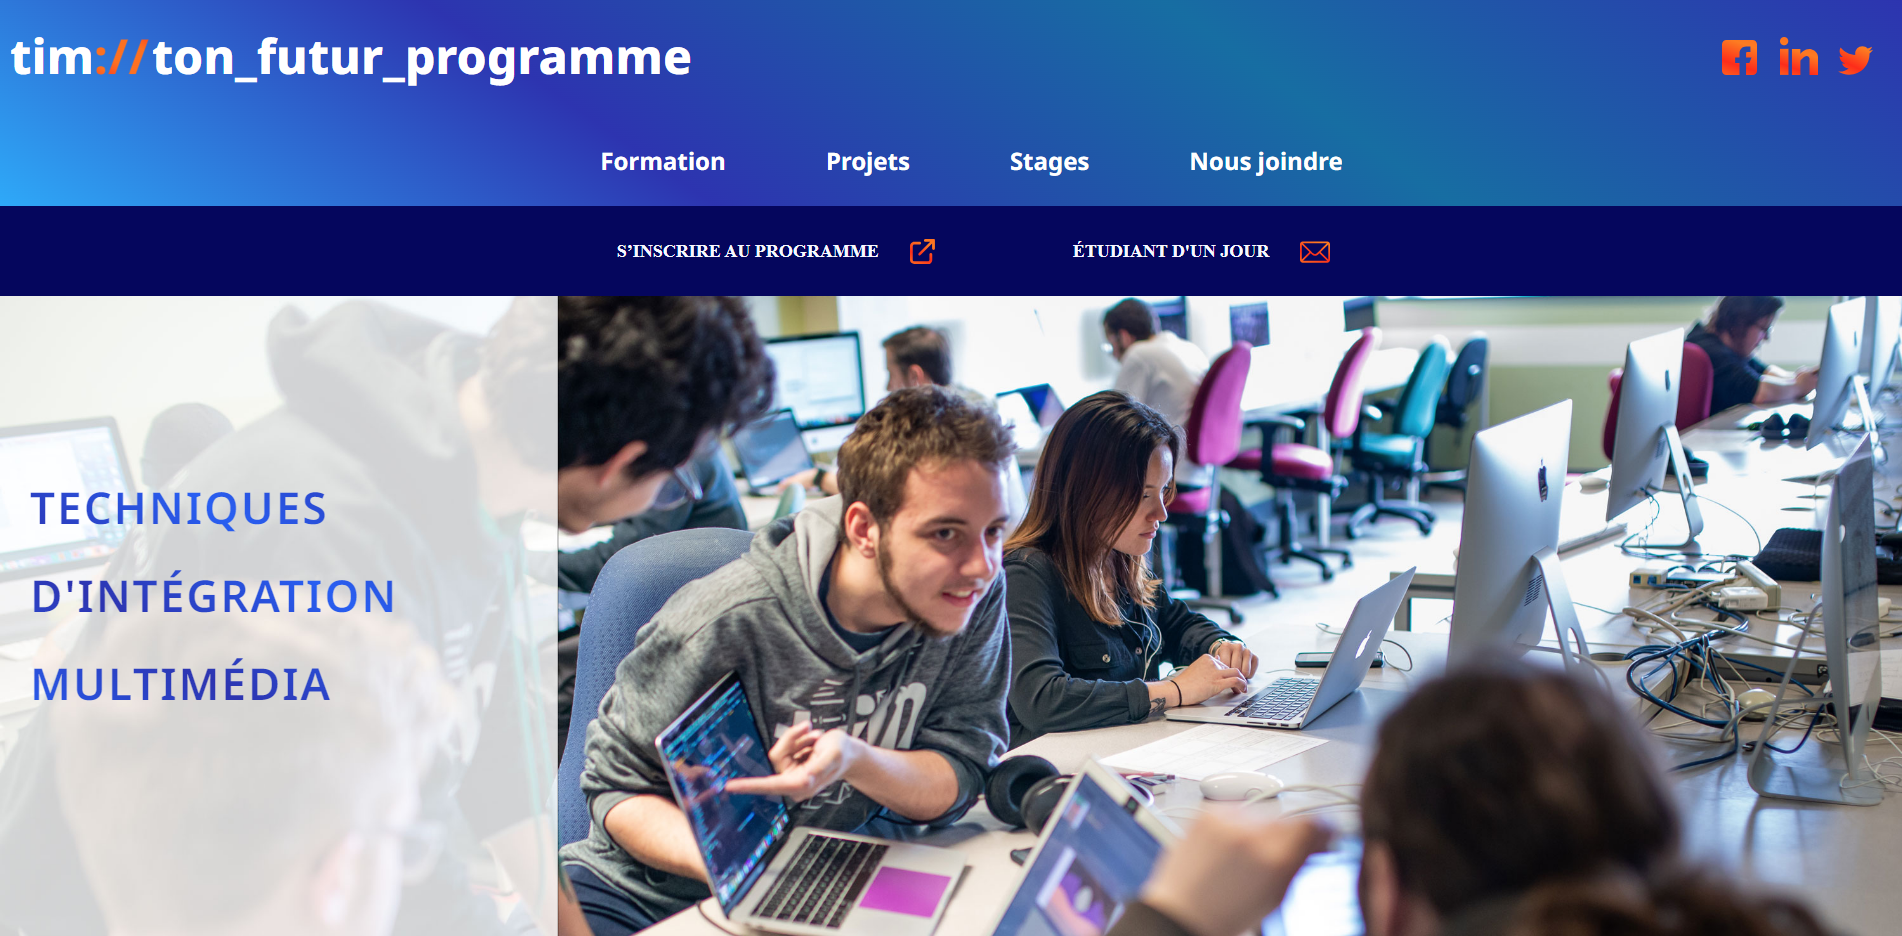 tim://ton_futur_programme
Formation Projets Stages Nous joindre
S’INSCRIRE AU PROGRAMME ÉTUDIANT D'UN JOUR
TECHNIQUES
D'INTÉGRATION
MULTIMÉDIA